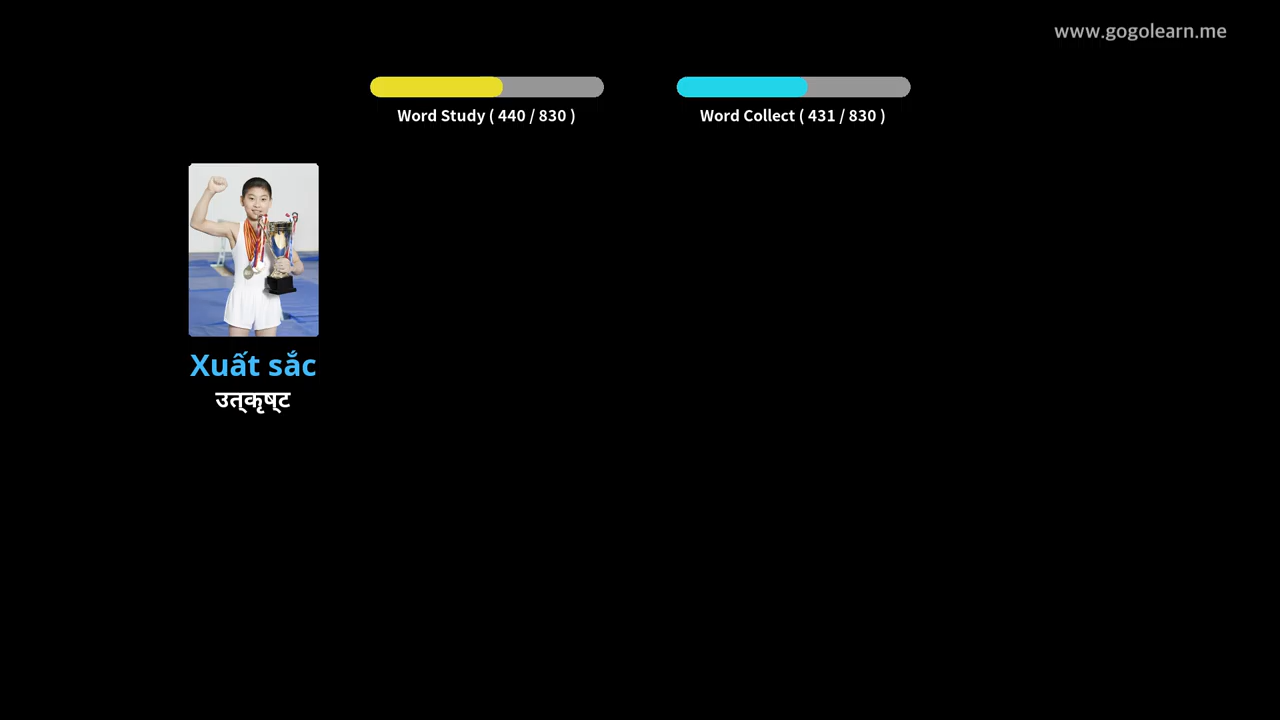 www.gogolearn.me
Word Study ( 440 / 830 )
Word Collect ( 431 / 830 )
Xuất sắc
उत्कृष्ट